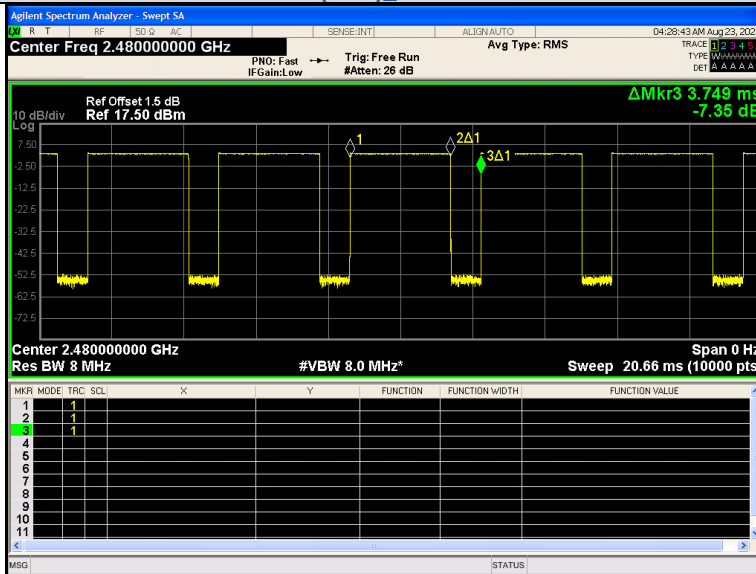 Agilent Spectrum Analyzer - Swept SA
LXI R T RF 50 Ω AC SENSE:INT ALIGN AUTO 04:28:43 AM Aug 23, 202
Center Freq 2.480000000 GHz
Avg Type: RMS
TRACE 1 2 3 4 5
PNO: Fast
IFGain:Low
Trig: Free Run
#Atten: 26 dB
TYPE WWWWWW
DET A A A A A
ΔMkr3 3.749 ms
-7.35 dB
Ref Offset 1.5 dB
10 dB/div Ref 17.50 dBm
Log
7.50
-2.50
-12.5
-22.5
-32.5
-42.5
-52.5
-62.5
-72.5
1
2Δ1
3Δ1
Center 2.480000000 GHz Span 0 Hz
Res BW 8 MHz #VBW 8.0 MHz* Sweep 20.66 ms (10000 pts
MKR MODE TRC SCL X Y FUNCTION FUNCTION WIDTH FUNCTION VALUE
1 1
2 1
3 1
4
5
6
7
8
9
10
11
MSG STATUS